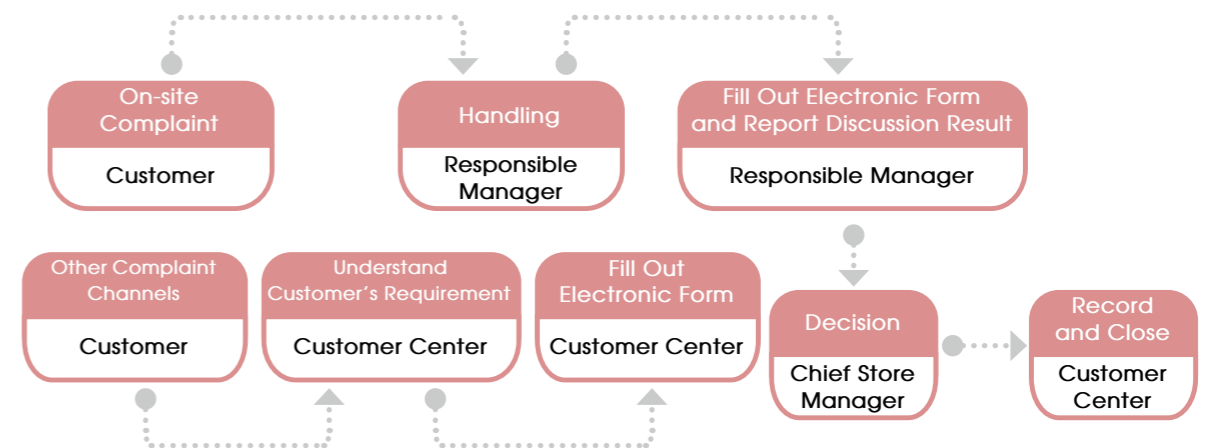 On-site
Complaint
Customer
Handling
Responsible
Manager
Fill Out Electronic Form
and Report Discussion Result
Responsible Manager
Other Complaint
Channels
Customer
Understand
Customer’s Requirement
Customer Center
Fill Out
Electronic Form
Customer Center
Decision
Chief Store
Manager
Record
and Close
Customer
Center